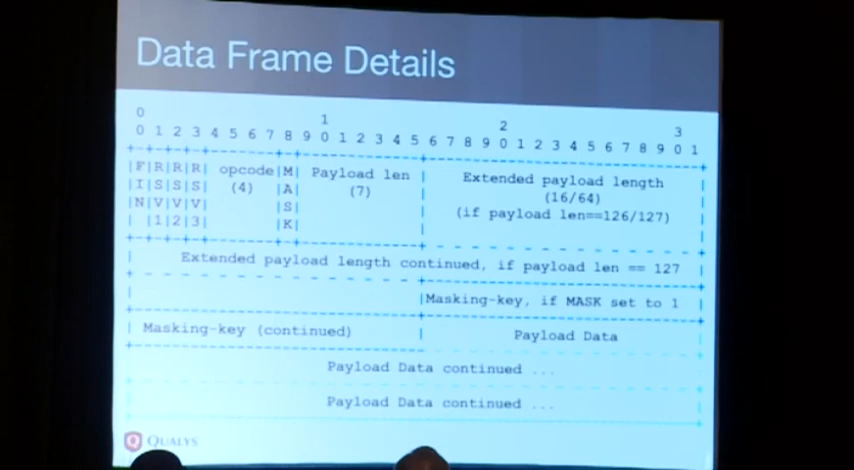 Data Frame Details
0 1 2 3
0 1 2 3 4 5 6 7 8 9 0 1 2 3 4 5 6 7 8 9 0 1 2 3 4 5 6 7 8 9 0 1
+-+-+-+-+-------+-+-------------+-------------------------------+
|F|R|R|R| opcode|M| Payload len | Extended payload length
|I|S|S|S| (4) |A| (7) | (16/64) |
|N|V|V|V| |S| | (if payload len==126/127) |
| |1|2|3| |K| | |
+-+-+-+-+-------+-+-------------+ - - - - - - - - - - - - - - - +
| Extended payload length continued, if payload len == 127 |
+ - - - - - - - - - - - - - - - +-------------------------------+
| |Masking-key, if MASK set to 1 |
+-------------------------------+-------------------------------+
| Masking-key (continued) | Payload Data |
+-------------------------------- - - - - - - - - - - - - - - - +
Payload Data continued ...
+ - - - - - - - - - - - - - - - - - - - - - - - - - - - - - - - +
Payload Data continued ...
+---------------------------------------------------------------+
QUALYS